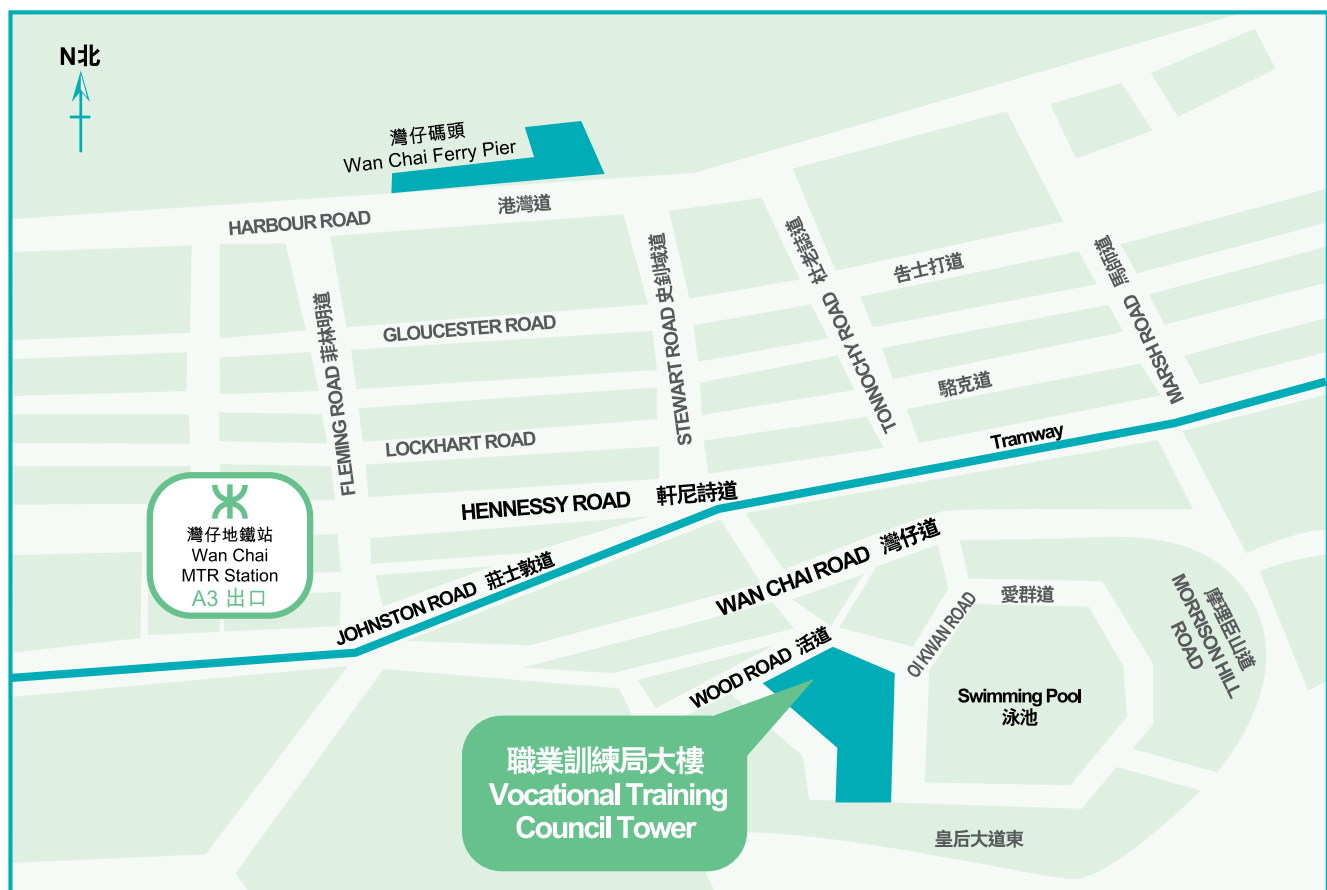 N北
灣仔碼頭
Wan Chai Ferry Pier
HARBOUR ROAD 港灣道
FLEMING ROAD 菲林明道
STEWART ROAD 史釗域道
TONNOCHY ROAD 杜老誌道
MARSH ROAD 馬師道
告士打道
GLOUCESTER ROAD
駱克道
LOCKHART ROAD
Tramway
HENNESSY ROAD 軒尼詩道
灣仔地鐵站
Wan Chai
MTR Station
A3 出口
JOHNSTON ROAD 莊士敦道
WAN CHAI ROAD 灣仔道
愛群道
OI KWAN ROAD
摩理臣山道
MORRISON HILL
ROAD
WOOD ROAD 活道
Swimming Pool
泳池
職業訓練局大樓
Vocational Training
Council Tower
皇后大道東